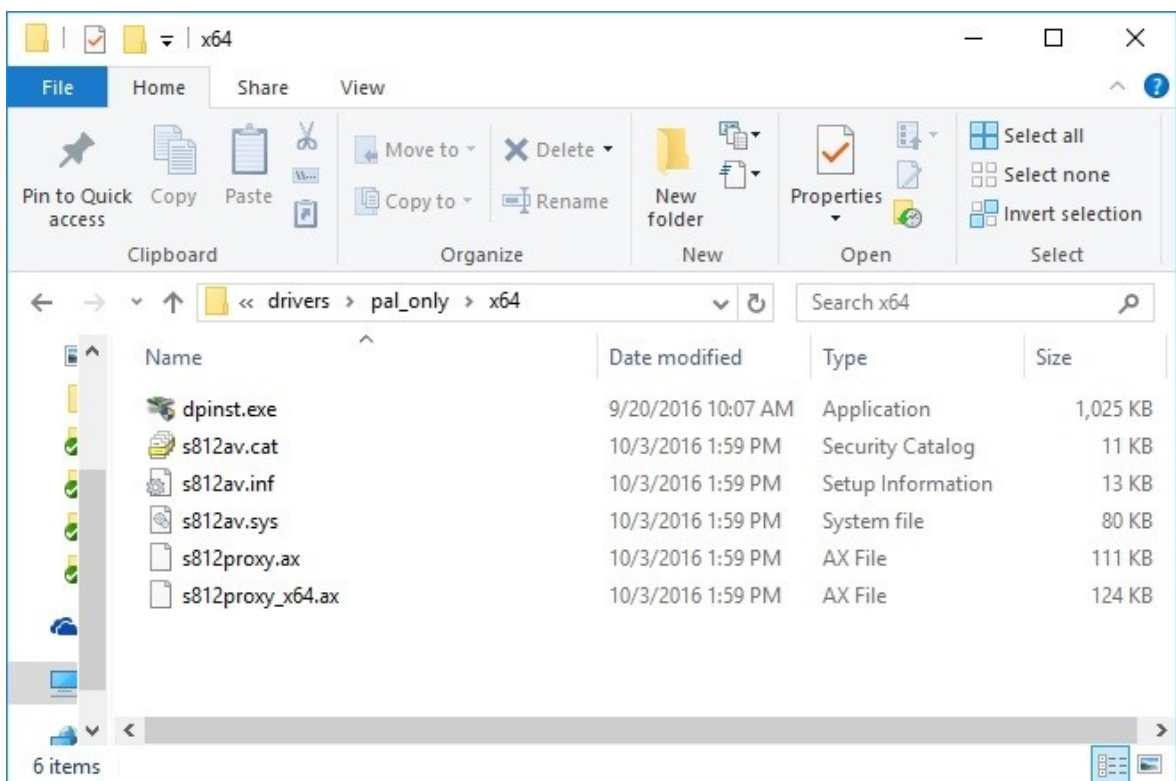 x64
File Home Share View
Pin to Quick access
Copy
Paste
Clipboard
Move to
Copy to
Delete
Rename
Organize
New folder
New
Properties
Open
Select all
Select none
Invert selection
Select
« drivers > pal_only > x64
Search x64
Name Date modified Type Size
dpinst.exe 9/20/2016 10:07 AM Application 1,025 KB
s812av.cat 10/3/2016 1:59 PM Security Catalog 11 KB
s812av.inf 10/3/2016 1:59 PM Setup Information 13 KB
s812av.sys 10/3/2016 1:59 PM System file 80 KB
s812proxy.ax 10/3/2016 1:59 PM AX File 111 KB
s812proxy_x64.ax 10/3/2016 1:59 PM AX File 124 KB
6 items